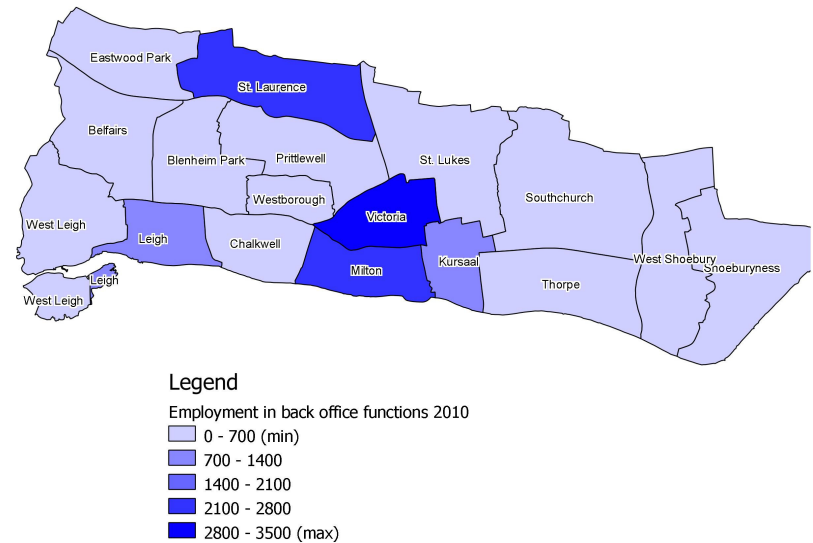 Eastwood Park
St. Laurence
Belfairs
Blenheim Park
Prittlewell
St. Lukes
Westborough
Southchurch
Victoria
West Leigh
Leigh
Chalkwell
Kursaal
West Shoebury
Shoeburyness
Milton
Leigh
Thorpe
West Leigh
Legend
Employment in back office functions 2010
0 - 700 (min)
700 - 1400
1400 - 2100
2100 - 2800
2800 - 3500 (max)